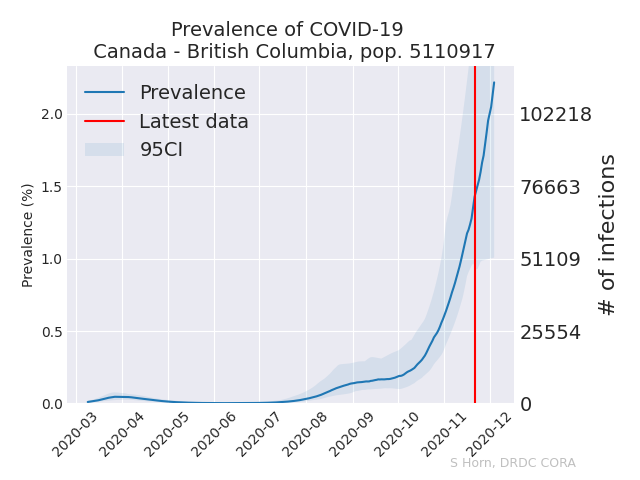 Prevalence of COVID-19
Canada - British Columbia, pop. 5110917
Prevalence
Latest data
95CI
Prevalence (%)
2.0
1.5
1.0
0.5
0.0
102218
76663
51109
25554
0
# of infections
2020-03
2020-04
2020-05
2020-06
2020-07
2020-08
2020-09
2020-10
2020-11
2020-12
S Horn, DRDC CORA